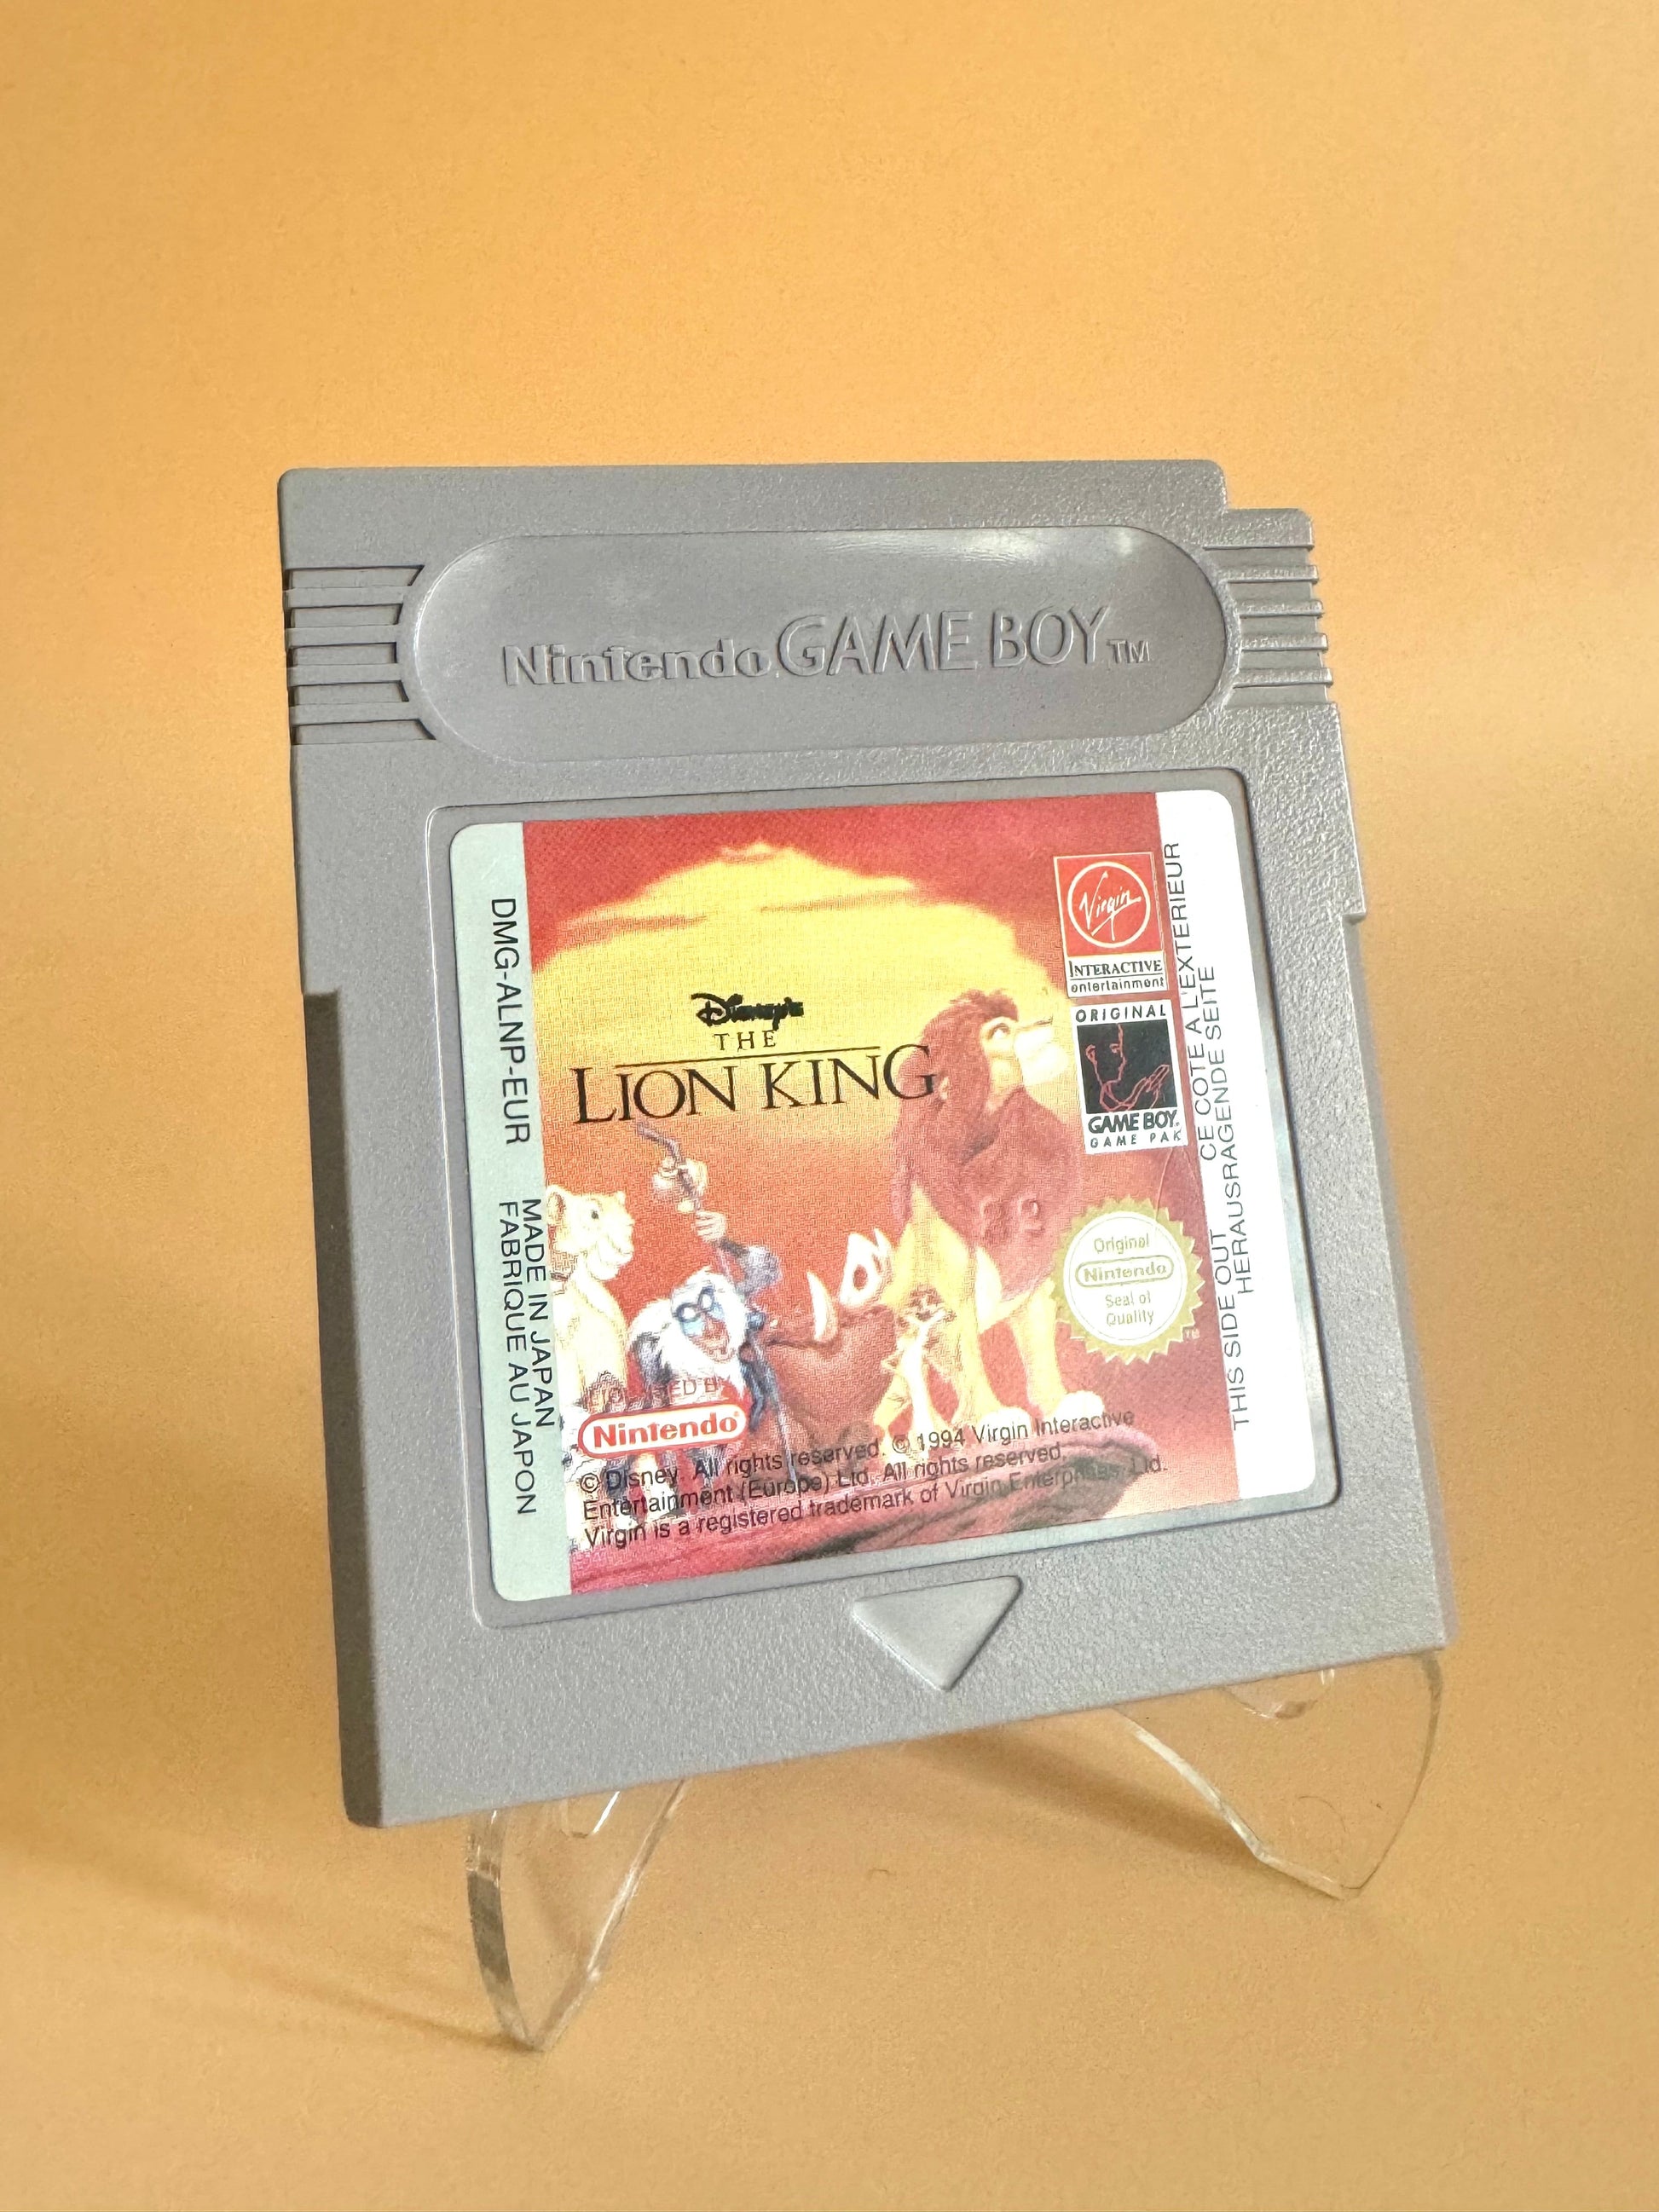 Nintendo GAME BOY TM
DMG-ALNP-EUR
MADE IN JAPAN
FABRIQUE AU JAPON
Disney's
THE
LION KING
Virgin
INTERACTIVE
entertainment
ORIGINAL
GAME BOY
GAME PAK
Original
Nintendo
Seal of
Quality
TM
LICENSED BY
Nintendo®
© Disney. All rights reserved. © 1994 Virgin Interactive
Entertainment (Europe) Ltd. All rights reserved.
Virgin is a registered trademark of Virgin Enterprises Ltd.
THIS SIDE OUT CE COTE A L'EXTERIEUR
HERAUSRAGENDE SEITE